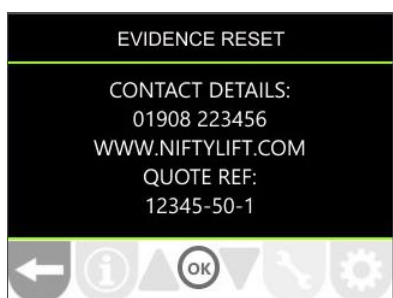 EVIDENCE RESET
CONTACT DETAILS:
01908 223456
WWW.NIFTYLIFT.COM
QUOTE REF:
12345-50-1
OK